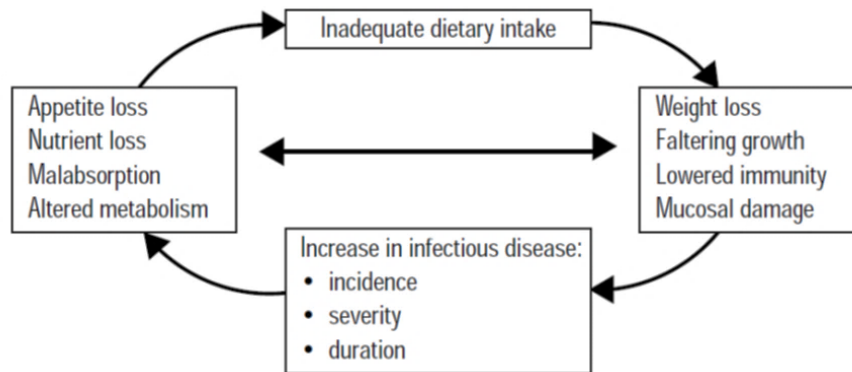 Inadequate dietary intake
Appetite loss
Nutrient loss
Malabsorption
Altered metabolism
Weight loss
Faltering growth
Lowered immunity
Mucosal damage
Increase in infectious disease:
• incidence
• severity
• duration